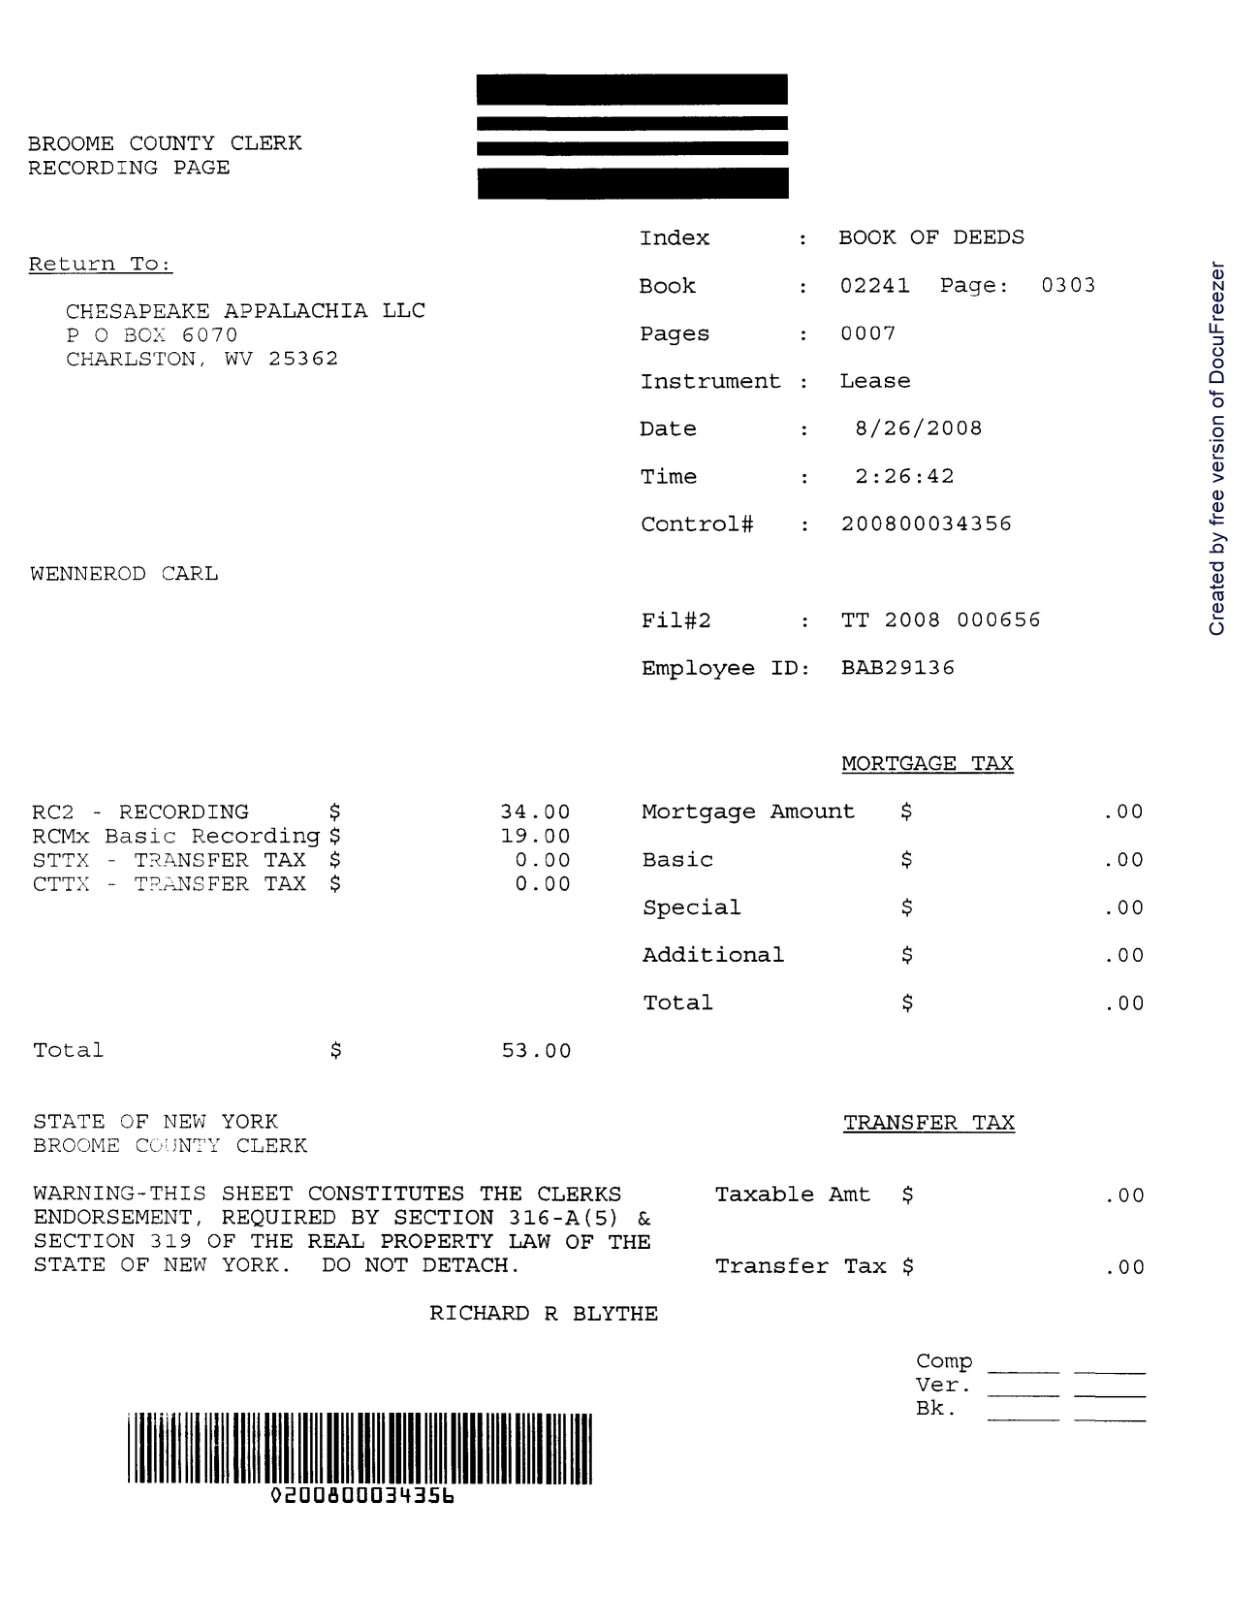 BROOME COUNTY CLERK
RECORDING PAGE
Return To:
CHESAPEAKE APPALACHIA LLC
P O BOX 6070
CHARLSTON, WV 25362
Index : BOOK OF DEEDS
Book : 02241 Page: 0303
Pages : 0007
Instrument : Lease
Date : 8/26/2008
Time : 2:26:42
Control# : 200800034356
WENNEROD CARL
Fil#2 : TT 2008 000656
Employee ID: BAB29136
MORTGAGE TAX
RC2 - RECORDING $ 34.00
RCMx Basic Recording $ 19.00
STTX - TRANSFER TAX $ 0.00
CTTX - TRANSFER TAX $ 0.00
Mortgage Amount $ .00
Basic $ .00
Special $ .00
Additional $ .00
Total $ .00
Total $ 53.00
STATE OF NEW YORK
BROOME COUNTY CLERK
WARNING-THIS SHEET CONSTITUTES THE CLERKS
ENDORSEMENT, REQUIRED BY SECTION 316-A(5) &
SECTION 319 OF THE REAL PROPERTY LAW OF THE
STATE OF NEW YORK. DO NOT DETACH.
TRANSFER TAX
Taxable Amt $ .00
Transfer Tax $ .00
RICHARD R BLYTHE
Comp
Ver.
Bk.
0200800034356
Created by free version of DocuFreezer